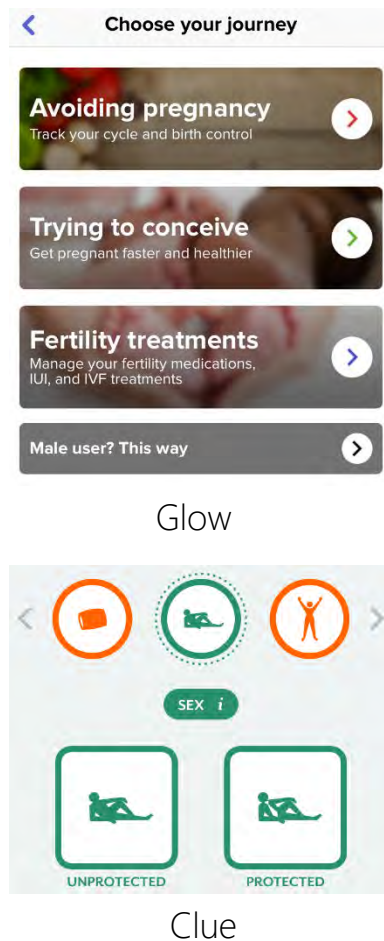 Choose your journey
Avoiding pregnancy
Track your cycle and birth control
Trying to conceive
Get pregnant faster and healthier
Fertility treatments
Manage your fertility medications,
IUI, and IVF treatments
Male user? This way
Glow
SEX i
UNPROTECTED PROTECTED
Clue